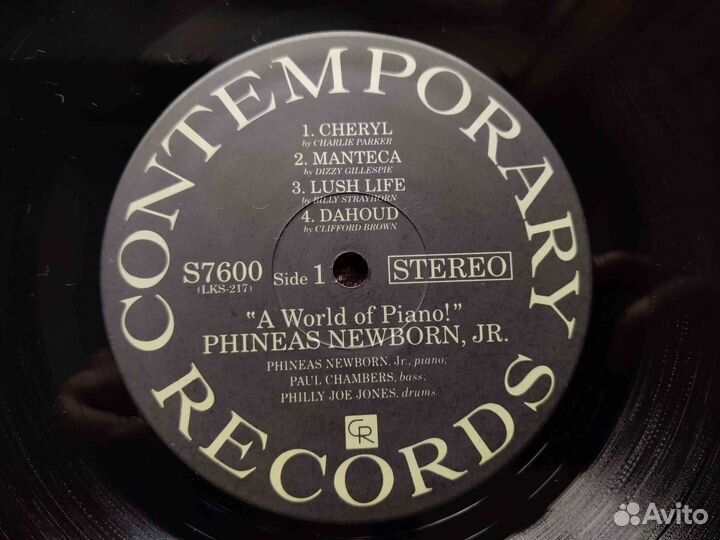 CONTEMPORARY
1. CHERYL
by CHARLIE PARKER
2. MANTECA
by DIZZY GILLESPIE
3. LUSH LIFE
by BILLY STRAYHORN
4. DAHOUD
by CLIFFORD BROWN
S7600
(LKS-217)
Side 1
STEREO
"A World of Piano!"
PHINEAS NEWBORN, JR.
PHINEAS NEWBORN, Jr., piano;
PAUL CHAMBERS, bass;
PHILLY JOE JONES, drums
CR
RECORDS
Avito